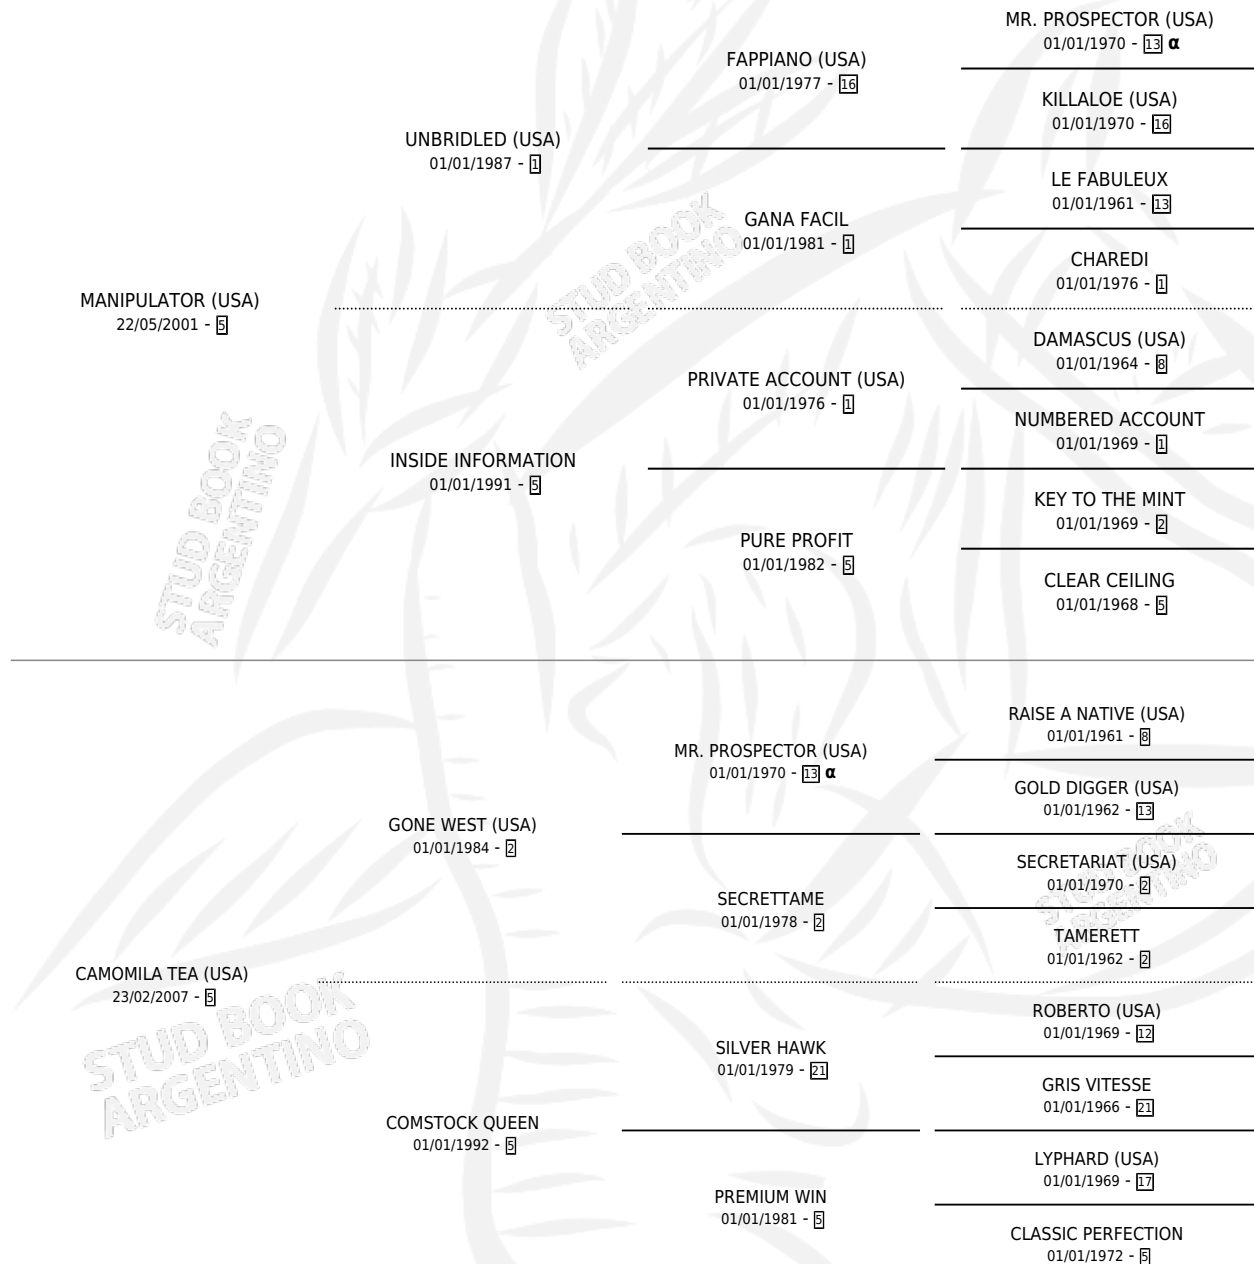 MR. PROSPECTOR (USA)
01/01/1970 - 13 α
FAPPIANO (USA)
01/01/1977 - 16
KILLALOE (USA)
01/01/1970 - 16
UNBRIDLED (USA)
01/01/1987 - 1
LE FABULEUX
01/01/1961 - 13
GANA FACIL
01/01/1981 - 1
CHAREDI
01/01/1976 - 1
MANIPULATOR (USA)
22/05/2001 - 5
DAMASCUS (USA)
01/01/1964 - 8
PRIVATE ACCOUNT (USA)
01/01/1976 - 1
NUMBERED ACCOUNT
01/01/1969 - 1
INSIDE INFORMATION
01/01/1991 - 5
KEY TO THE MINT
01/01/1969 - 2
PURE PROFIT
01/01/1982 - 5
CLEAR CEILING
01/01/1968 - 5
RAISE A NATIVE (USA)
01/01/1961 - 8
MR. PROSPECTOR (USA)
01/01/1970 - 13 α
GOLD DIGGER (USA)
01/01/1962 - 13
GONE WEST (USA)
01/01/1984 - 2
SECRETARIAT (USA)
01/01/1970 - 2
SECRETTAME
01/01/1978 - 2
TAMERETT
01/01/1962 - 2
CAMOMILA TEA (USA)
23/02/2007 - 5
ROBERTO (USA)
01/01/1969 - 12
SILVER HAWK
01/01/1979 - 21
GRIS VITESSE
01/01/1966 - 21
COMSTOCK QUEEN
01/01/1992 - 5
LYPHARD (USA)
01/01/1969 - 17
PREMIUM WIN
01/01/1981 - 5
CLASSIC PERFECTION
01/01/1972 - 5
STUD BOOK
ARGENTINO
STUD BOOK
ARGENTINO
STUD BOOK
ARGENTINO
STUD BOOK
ARGENTINO